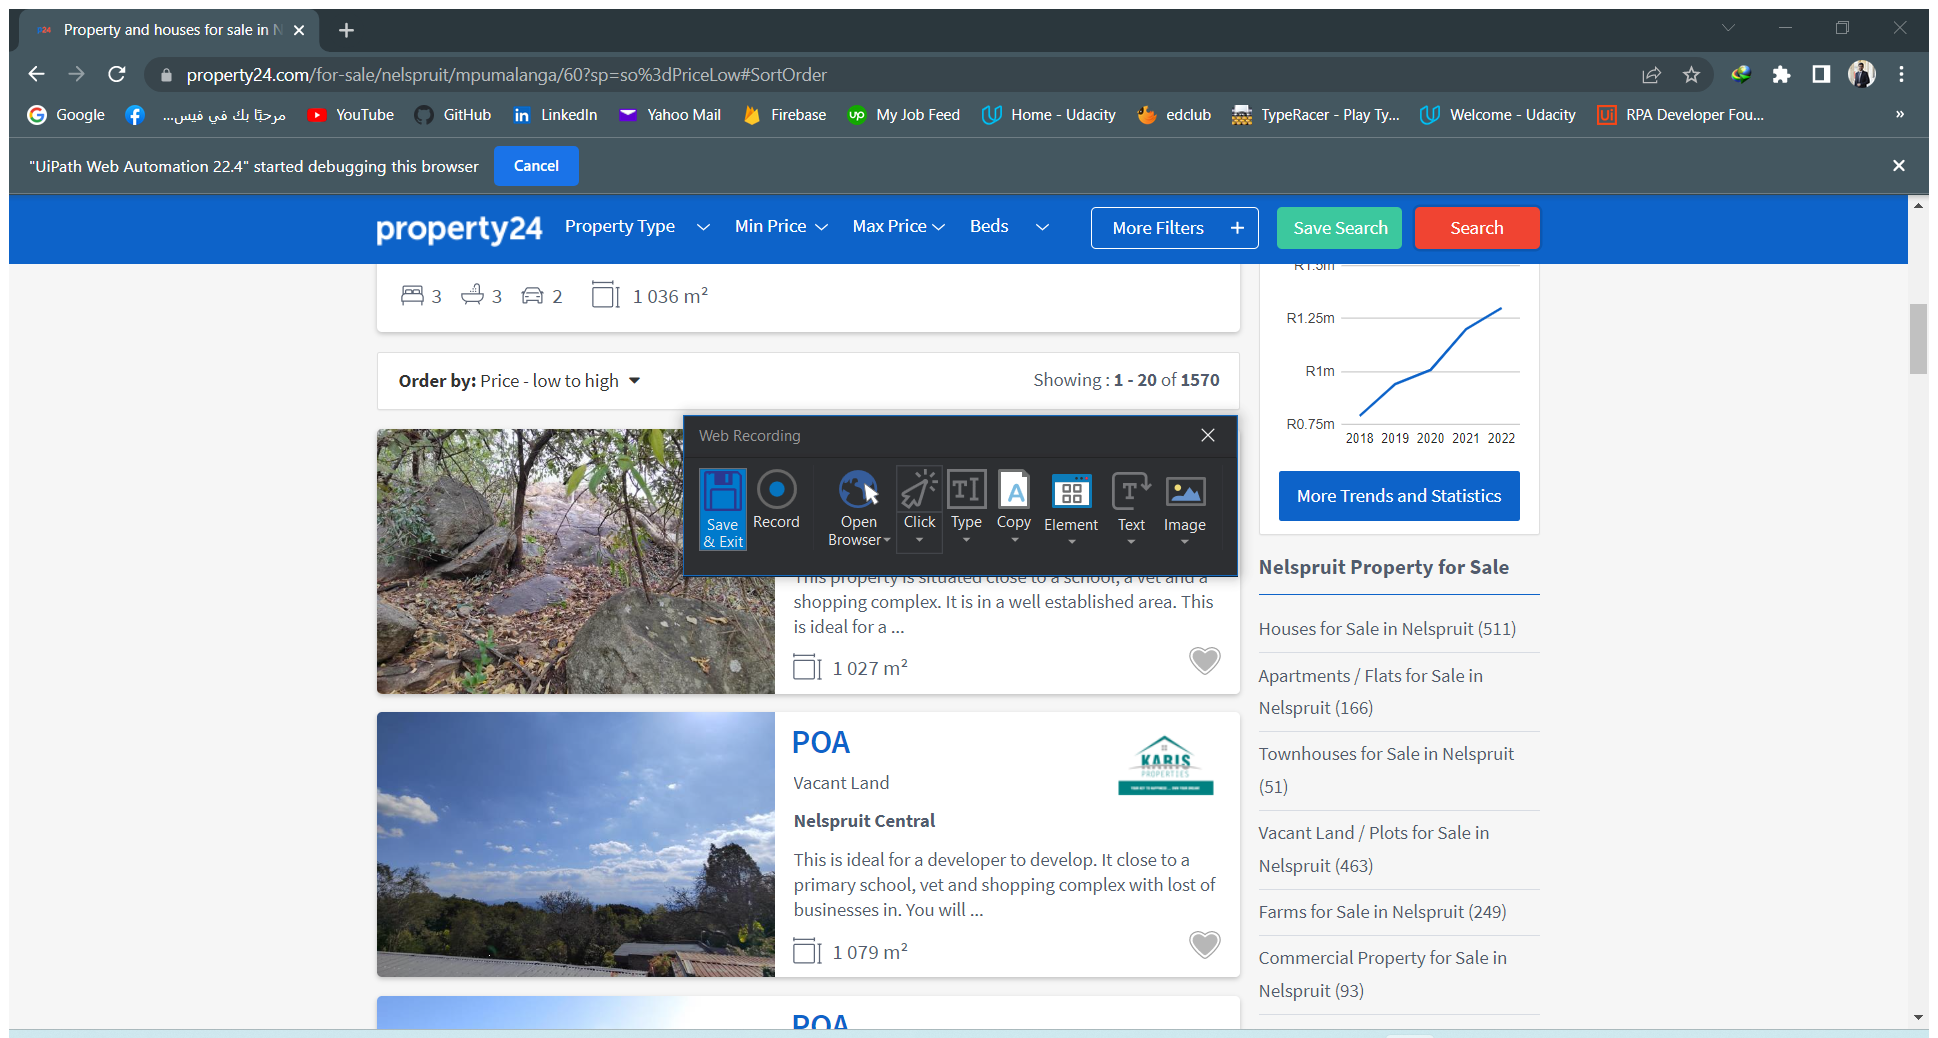 Property and houses for sale in N
property24.com/for-sale/nelspruit/mpumalanga/60?sp=so%3dPriceLow#SortOrder
Google
مرحبًا بك في فيس...
YouTube
GitHub
LinkedIn
Yahoo Mail
Firebase
My Job Feed
Home - Udacity
edclub
TypeRacer - Play Ty...
Welcome - Udacity
RPA Developer Fou...
"UiPath Web Automation 22.4" started debugging this browser
Cancel
property24
Property Type
Min Price
Max Price
Beds
More Filters +
Save Search
Search
3 3 2 1 036 m²
Order by: Price - low to high
Showing : 1 - 20 of 1570
Web Recording
Save & Exit
Record
Open Browser
Click
Type
Copy
Element
Text
Image
This property is situated close to a school, a vet and a
shopping complex. It is in a well established area. This
is ideal for a ...
1 027 m²
POA
Vacant Land
Nelspruit Central
This is ideal for a developer to develop. It close to a
primary school, vet and shopping complex with lost of
businesses in. You will ...
1 079 m²
KARIS
PROPERTIES
POA
R1.5m
R1.25m
R1m
R0.75m
2018 2019 2020 2021 2022
More Trends and Statistics
Nelspruit Property for Sale
Houses for Sale in Nelspruit (511)
Apartments / Flats for Sale in
Nelspruit (166)
Townhouses for Sale in Nelspruit
(51)
Vacant Land / Plots for Sale in
Nelspruit (463)
Farms for Sale in Nelspruit (249)
Commercial Property for Sale in
Nelspruit (93)